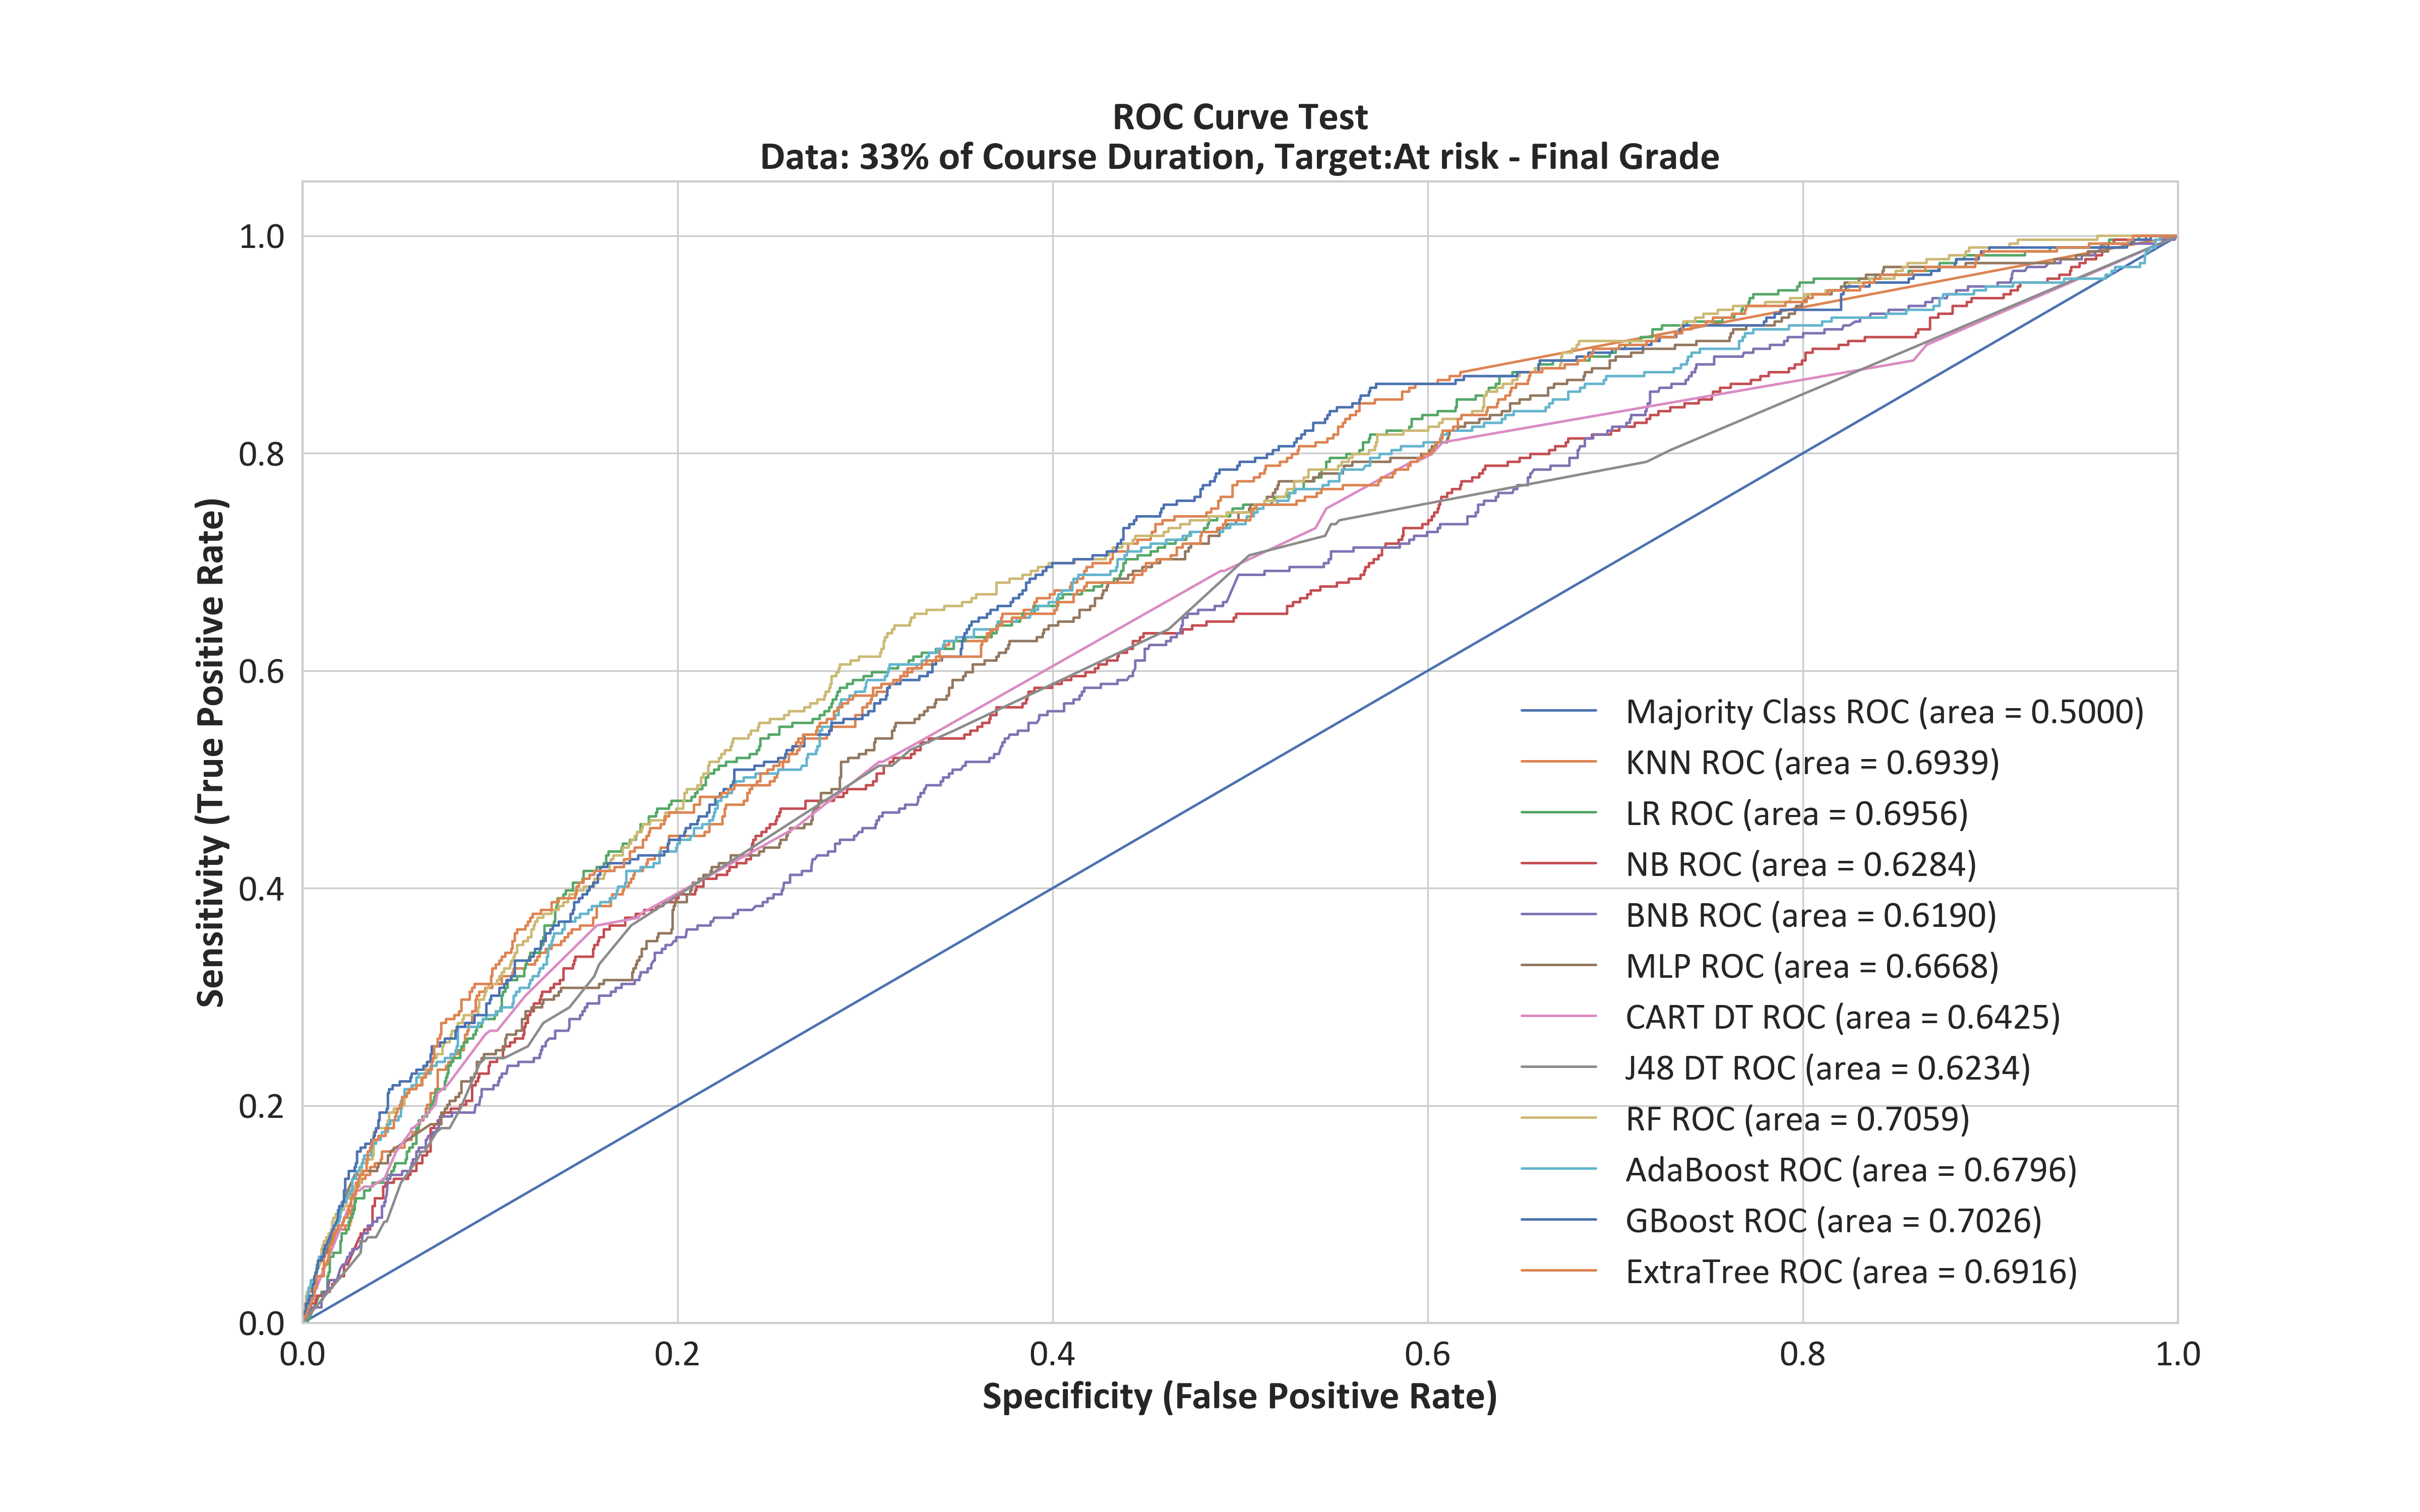 ROC Curve Test
Data: 33% of Course Duration, Target:At risk - Final Grade
Sensitivity (True Positive Rate)
1.0
0.8
0.6
0.4
0.2
0.0
Majority Class ROC (area = 0.5000)
KNN ROC (area = 0.6939)
LR ROC (area = 0.6956)
NB ROC (area = 0.6284)
BNB ROC (area = 0.6190)
MLP ROC (area = 0.6668)
CART DT ROC (area = 0.6425)
J48 DT ROC (area = 0.6234)
RF ROC (area = 0.7059)
AdaBoost ROC (area = 0.6796)
GBoost ROC (area = 0.7026)
ExtraTree ROC (area = 0.6916)
0.0 0.2 0.4 0.6 0.8 1.0
Specificity (False Positive Rate)